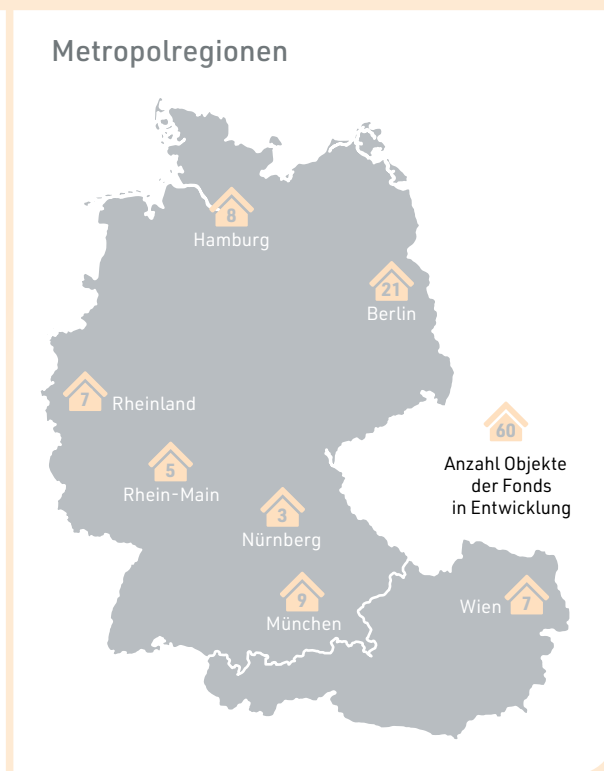 Metropolregionen
8
Hamburg
21
Berlin
7 Rheinland
60
Anzahl Objekte
der Fonds
in Entwicklung
5
Rhein-Main
3
Nürnberg
9
München
Wien 7